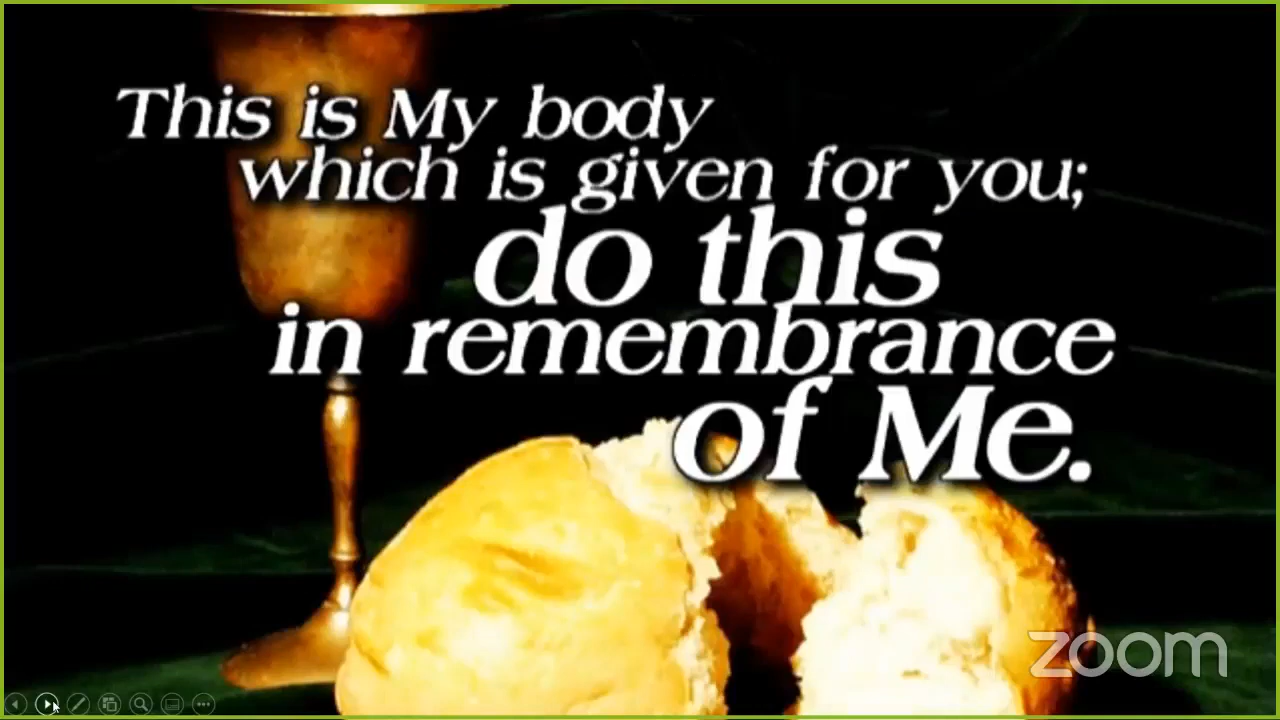 This is My body
which is given for you;
do this
in remembrance
of Me.
zoom